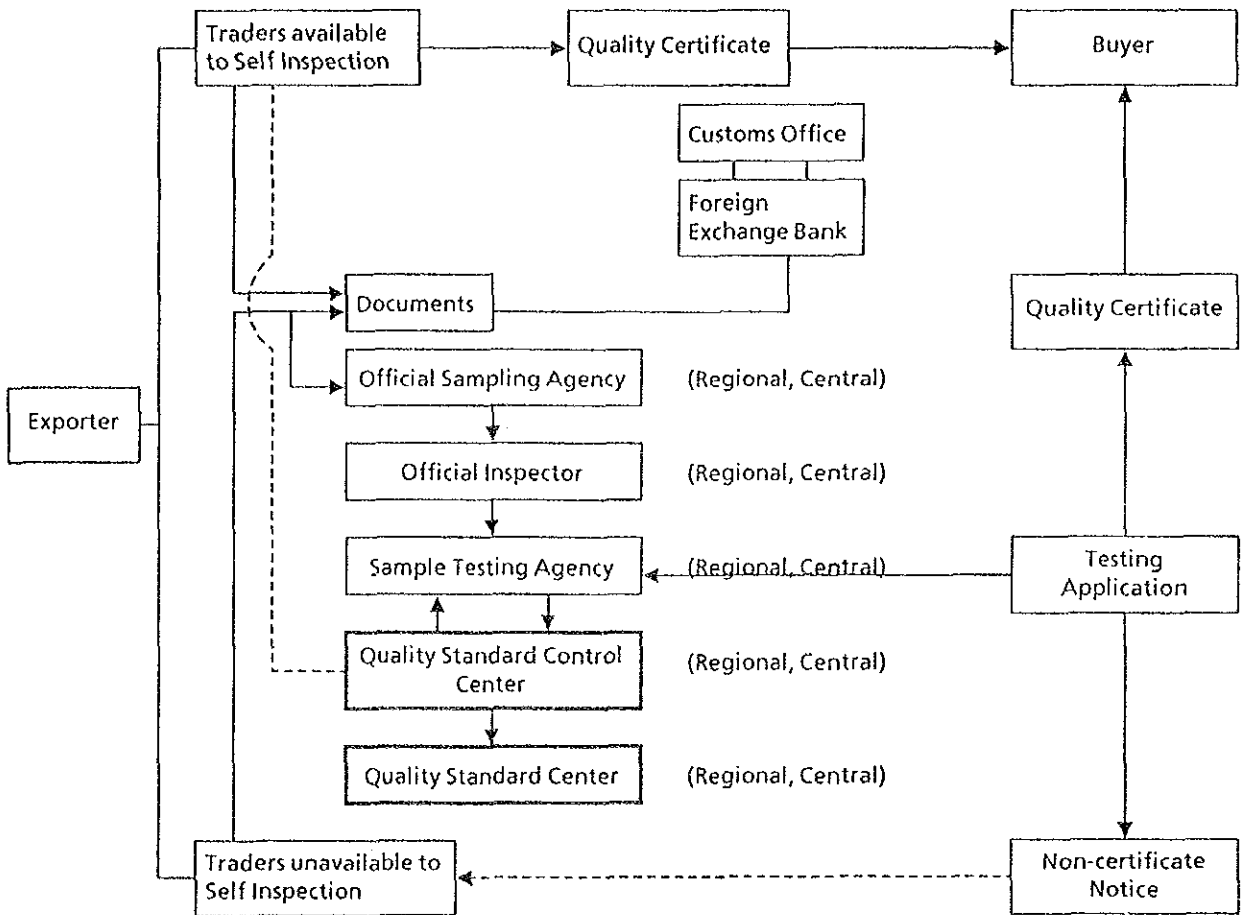 Traders available
to Self Inspection
Quality Certificate
Buyer
Customs Office
Foreign
Exchange Bank
Documents
Quality Certificate
Official Sampling Agency
(Regional, Central)
Exporter
Official Inspector
(Regional, Central)
Sample Testing Agency
(Regional, Central)
Testing
Application
Quality Standard Control
Center
(Regional, Central)
Quality Standard Center
(Regional, Central)
Traders unavailable to
Self Inspection
Non-certificate
Notice